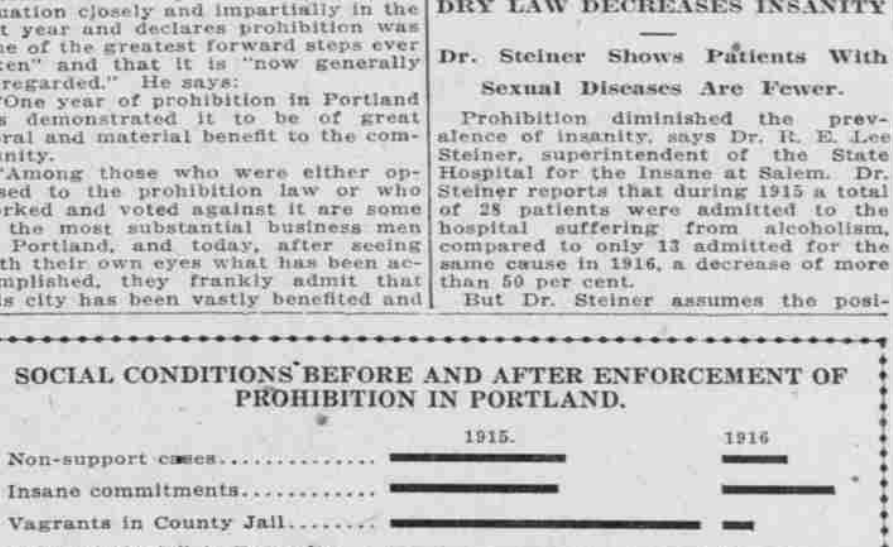 uation closely and impartially in the
t year and declares prohibition was
ne of the greatest forward steps ever
ken" and that it is "now generally
regarded." He says:
"One year of prohibition in Portland
s demonstrated it to be of great
oral and material benefit to the com-
unity.
"Among those who were either op-
sed to the prohibition law or who
orked and voted against it are some
the most substantial business men
Portland, and today, after seeing
th their own eyes what has been ac-
mplished, they frankly admit that
is city has been vastly benefited and
DRY LAW DECREASES INSANITY
Dr. Steiner Shows Patients With
Sexual Diseases Are Fewer.
Prohibition diminished the prev-
alence of insanity, says Dr. R. E. Lee
Steiner, superintendent of the State
Hospital for the Insane at Salem. Dr.
Steiner reports that during 1915 a total
of 28 patients were admitted to the
hospital suffering from alcoholism,
compared to only 13 admitted for the
same cause in 1916, a decrease of more
than 50 per cent.
But Dr. Steiner assumes the posi-
SOCIAL CONDITIONS BEFORE AND AFTER ENFORCEMENT OF
PROHIBITION IN PORTLAND.
1915. 1916
Non-support cases..............
Insane commitments............
Vagrants in County Jail........